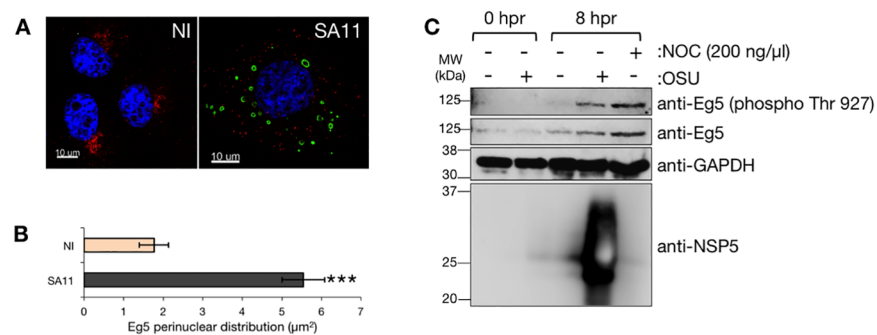 A
NI
SA11
10 µm
10 um
B
NI
SA11
***
0 1 2 3 4 5 6 7
Eg5 perinuclear distribution (µm²)
C
0 hpr
8 hpr
MW
(kDa)
- - - - + :NOC (200 ng/µl)
- + - + - :OSU
125
anti-Eg5 (phospho Thr 927)
125
anti-Eg5
38
30
anti-GAPDH
37
25
20
anti-NSP5